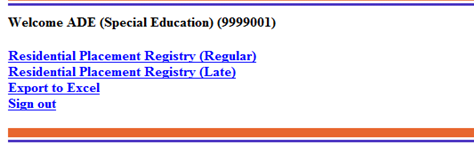 Welcome ADE (Special Education) (9999001)
Residential Placement Registry (Regular)
Residential Placement Registry (Late)
Export to Excel
Sign out